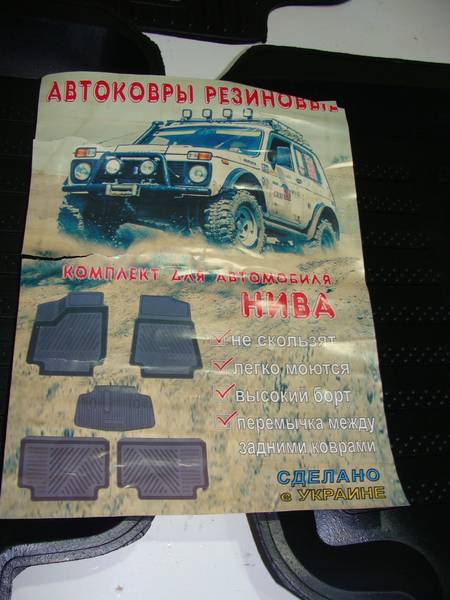 АВТОКОВРЫ РЕЗИНОВЫЕ
КОМПЛЕКТ ДЛЯ АВТОМОБИЛЯ
НИВА
не скользят
легко моются
высокий борт
перемычка между
задними коврами
СДЕЛАНО
в УКРАИНЕ